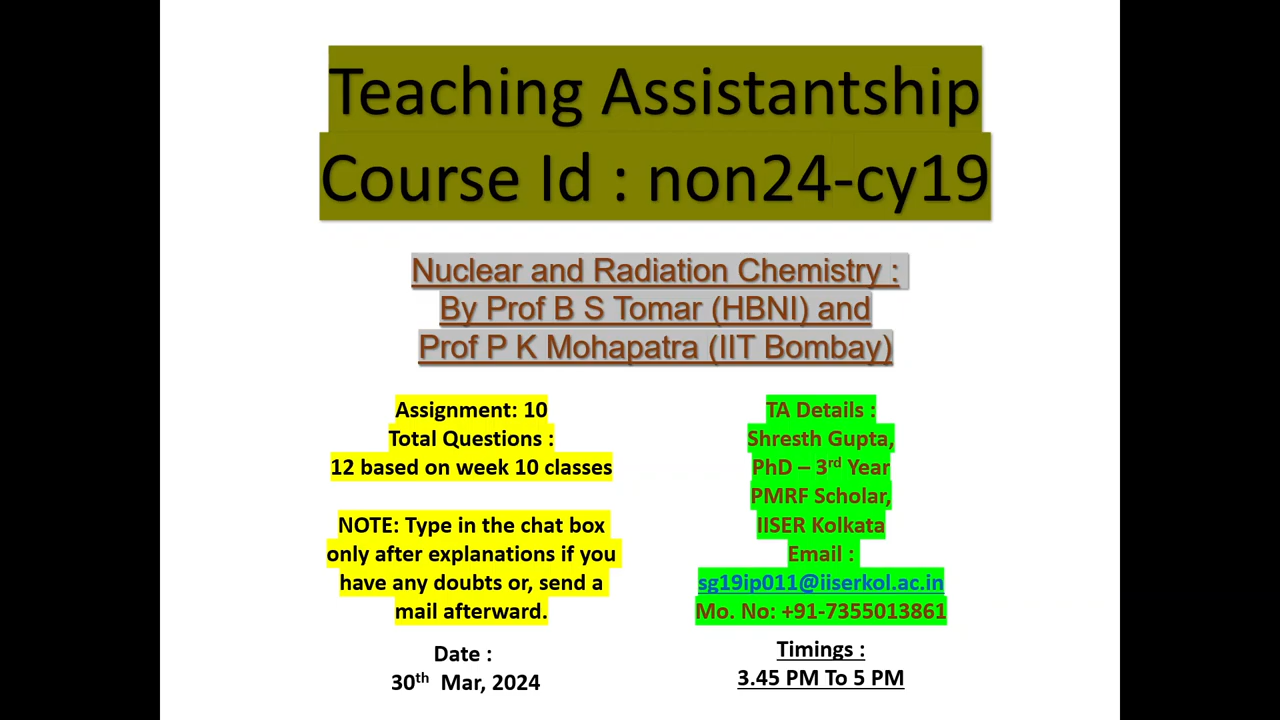 Teaching Assistantship
Course Id : non24-cy19
Nuclear and Radiation Chemistry :
By Prof B S Tomar (HBNI) and
Prof P K Mohapatra (IIT Bombay)
Assignment: 10
Total Questions :
12 based on week 10 classes
NOTE: Type in the chat box
only after explanations if you
have any doubts or, send a
mail afterward.
Date :
30th Mar, 2024
TA Details :
Shresth Gupta,
PhD – 3rd Year
PMRF Scholar,
IISER Kolkata
Email :
sg19ip011@iiserkol.ac.in
Mo. No: +91-7355013861
Timings :
3.45 PM To 5 PM